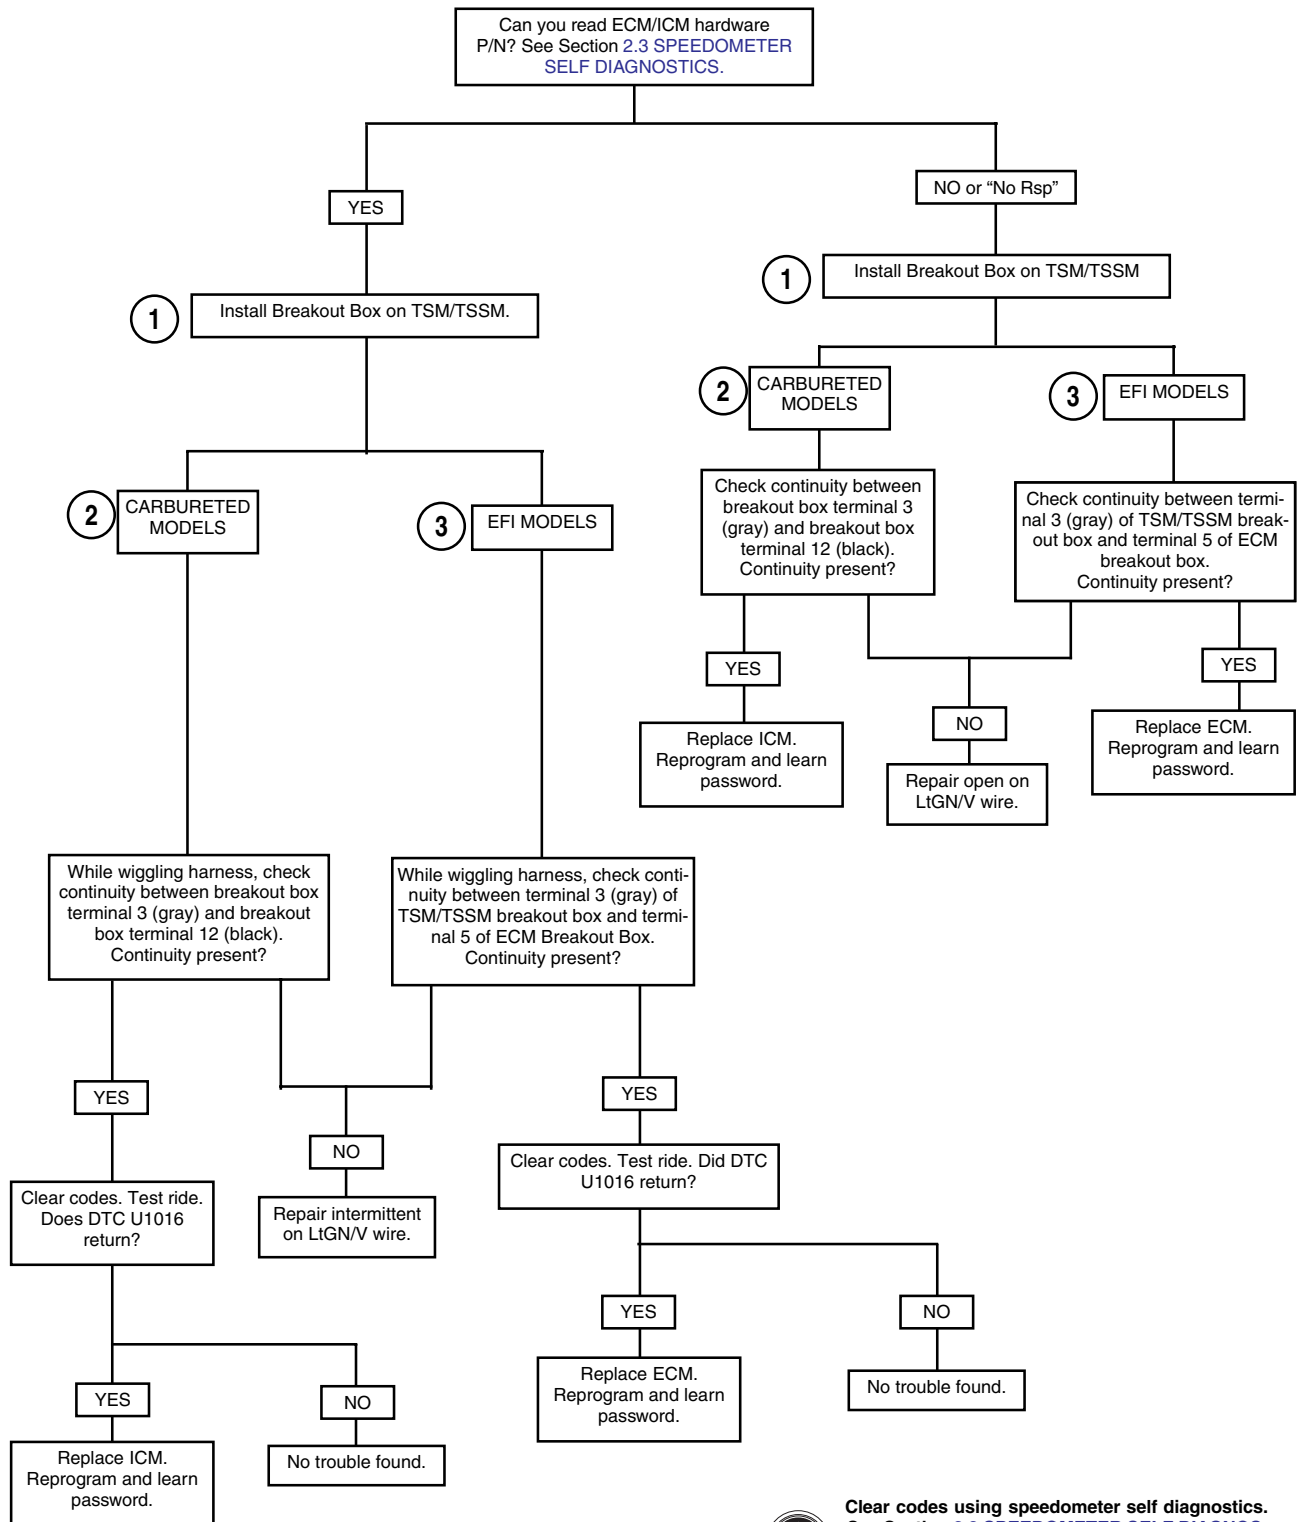 Can you read ECM/ICM hardware
P/N? See Section 2.3 SPEEDOMETER
SELF DIAGNOSTICS.
YES
NO or “No Rsp”
1
Install Breakout Box on TSM/TSSM.
1
Install Breakout Box on TSM/TSSM
2
CARBURETED
MODELS
3
EFI MODELS
2
CARBURETED
MODELS
3
EFI MODELS
Check continuity between
breakout box terminal 3
(gray) and breakout box
terminal 12 (black).
Continuity present?
Check continuity between termi-
nal 3 (gray) of TSM/TSSM break-
out box and terminal 5 of ECM
breakout box.
Continuity present?
YES
NO
YES
Replace ICM.
Reprogram and learn
password.
Repair open on
LtGN/V wire.
Replace ECM.
Reprogram and learn
password.
While wiggling harness, check
continuity between breakout box
terminal 3 (gray) and breakout
box terminal 12 (black).
Continuity present?
While wiggling harness, check conti-
nuity between terminal 3 (gray) of
TSM/TSSM breakout box and termi-
nal 5 of ECM Breakout Box.
Continuity present?
YES
NO
YES
Clear codes. Test ride.
Does DTC U1016
return?
Repair intermittent
on LtGN/V wire.
Clear codes. Test ride. Did DTC
U1016 return?
YES
NO
YES
NO
Replace ICM.
Reprogram and learn
password.
No trouble found.
Replace ECM.
Reprogram and learn
password.
No trouble found.
Clear codes using speedometer self diagnostics.